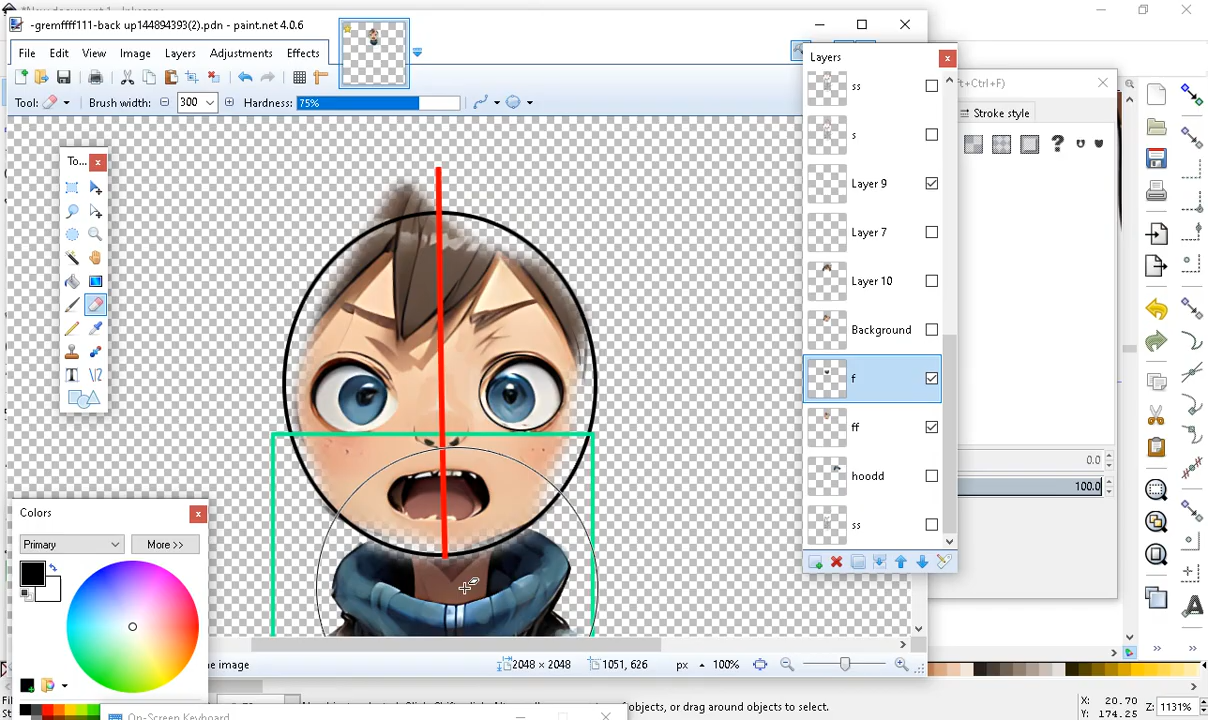 -gremffff111-back up144894393(2).pdn - paint.net 4.0.6
File Edit View Image Layers Adjustments Effects
Tool: Brush width: 300 Hardness: 75%
Layers
t+Ctrl+F)
Stroke style
To...
ss
s
Layer 9
Layer 7
Layer 10
Background
f
ff
hoodd
ss
0.0
100.0
Colors
Primary More >>
ne image 2048 × 2048 1051, 626 px 100%
On-Screen Keyboard
objects, or drag around objects to select.
X: 20.70
Y: 174.25
Z: 1131%